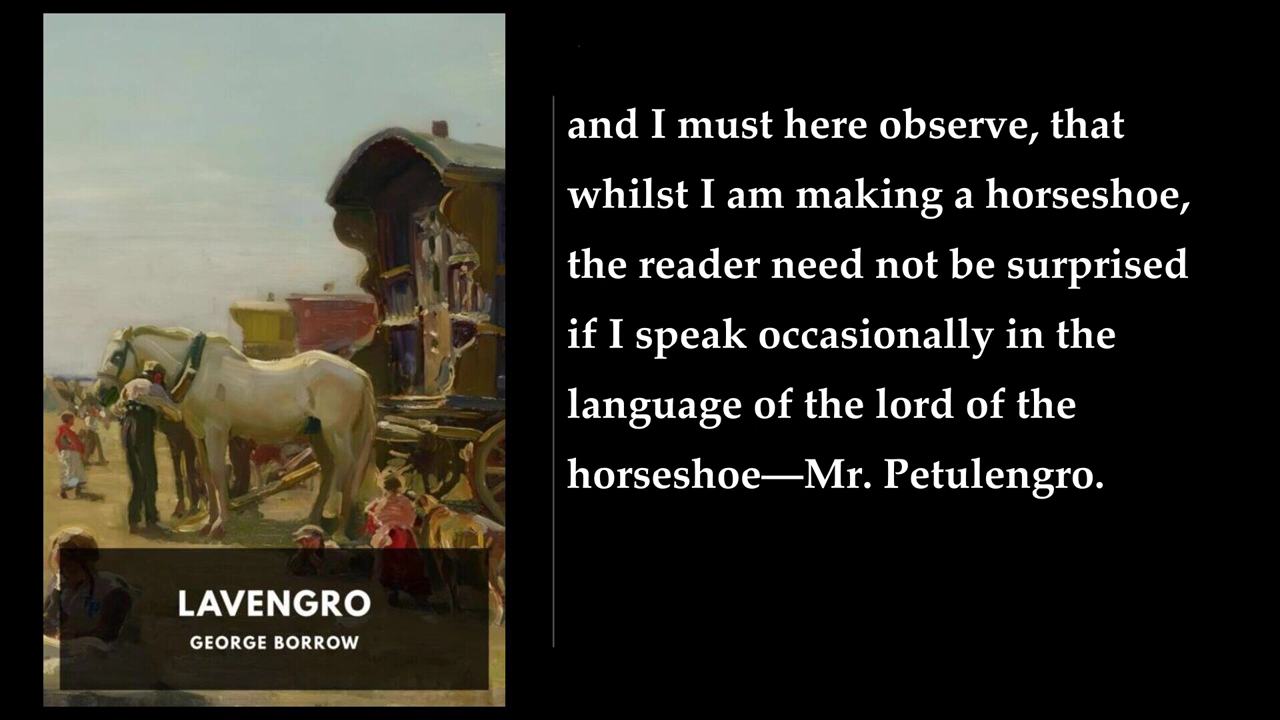 LAVENGRO
GEORGE BORROW
and I must here observe, that
whilst I am making a horseshoe,
the reader need not be surprised
if I speak occasionally in the
language of the lord of the
horseshoe—Mr. Petulengro.